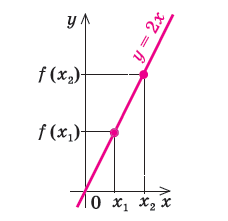 y
y = 2x
f(x₂)
f(x₁)
0 x₁ x₂ x